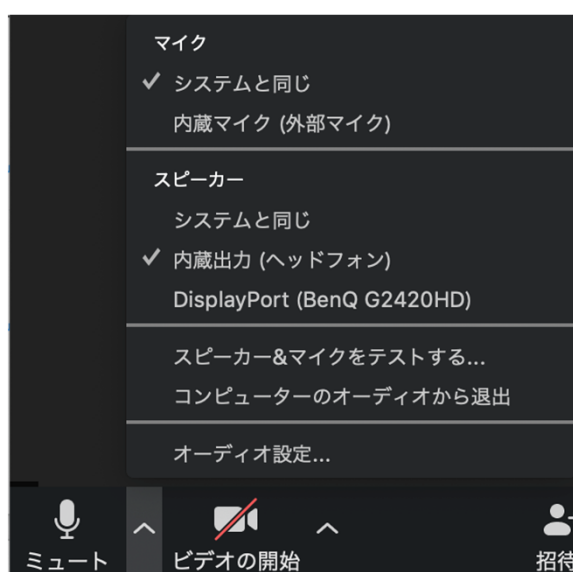 マイク
システムと同じ
内蔵マイク (外部マイク)
スピーカー
システムと同じ
内蔵出力 (ヘッドフォン)
DisplayPort (BenQ G2420HD)
スピーカー&マイクをテストする...
コンピューターのオーディオから退出
オーディオ設定...
ミュート
ビデオの開始
招待